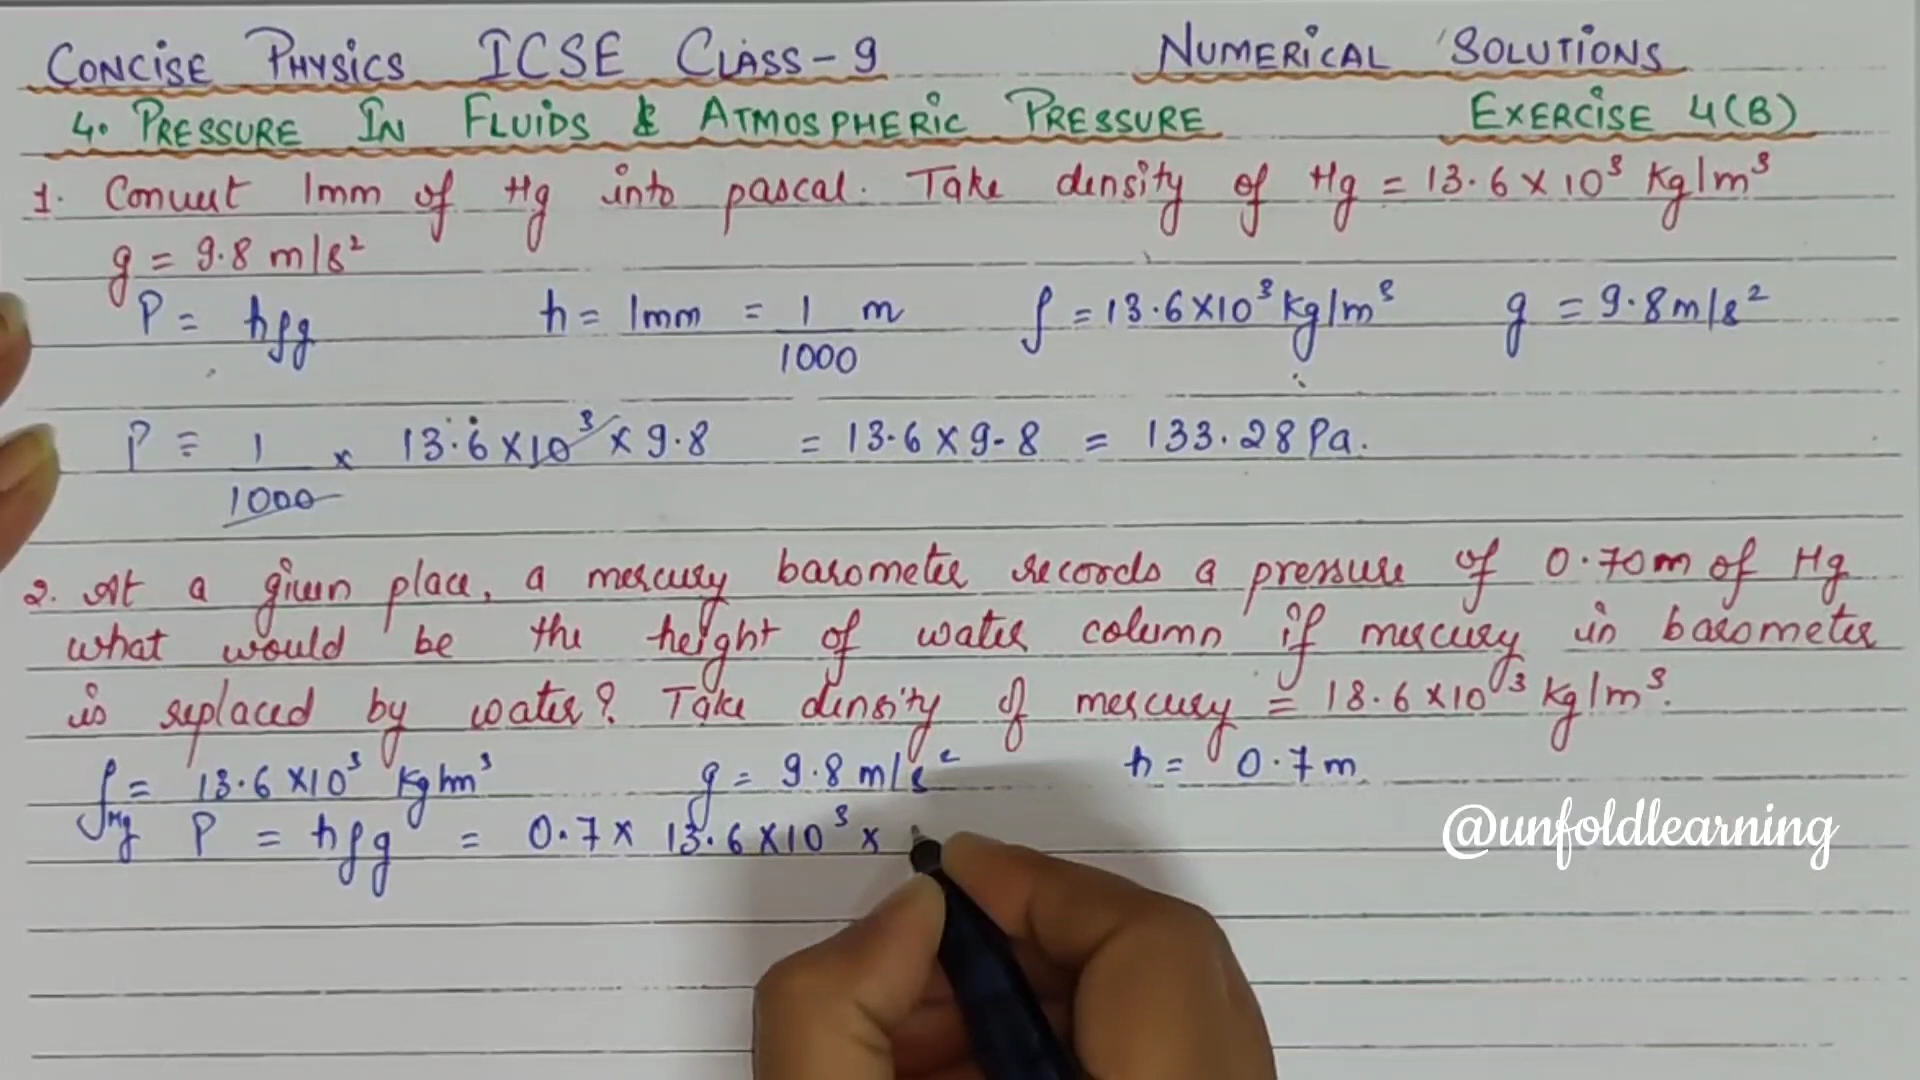 CONCISE PHYSICS ICSE CLASS-9 NUMERICAL SOLUTIONS
4. PRESSURE IN FLUIDS & ATMOSPHERIC PRESSURE EXERCISE 4(B)
1. Convert 1mm of Hg into pascal. Take density of Hg = 13.6 × 10³ Kg/m³
g = 9.8 m/s²
P = hρg h = 1mm = 1/1000 m ρ = 13.6×10³ Kg/m³ g = 9.8 m/s²
P = 1/1000 × 13.6 × 10³ × 9.8 = 13.6 × 9.8 = 133.28 Pa.
2. At a given place, a mercury barometer records a pressure of 0.70m of Hg
what would be the height of water column if mercury in barometer
is replaced by water? Take density of mercury = 13.6×10³ Kg/m³.
ρHg = 13.6 ×10³ Kg/m³ g = 9.8 m/s² h = 0.7m
P = hρg = 0.7 × 13.6 ×10³ ×
@unfoldlearning